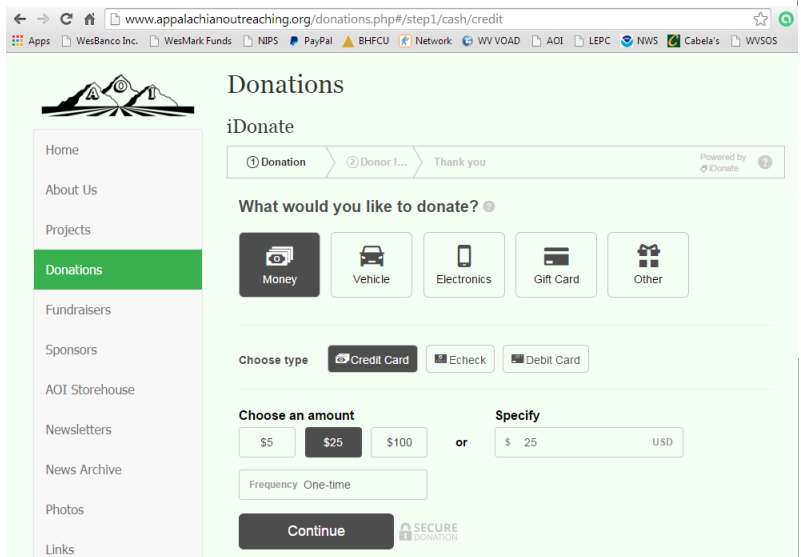 www.appalachianoutreaching.org/donations.php#/step1/cash/credit
Apps WesBanco Inc. WesMark Funds NIPS PayPal BHFCU Network WV VOAD AOI LEPC NWS Cabela's WVSOS
AOI
Home
About Us
Projects
Donations
Fundraisers
Sponsors
AOI Storehouse
Newsletters
News Archive
Photos
Links
Donations
iDonate
1 Donation 2 Donor I... Thank you Powered by
iDonate ?
What would you like to donate? ?
Money Vehicle Electronics Gift Card Other
Choose type Credit Card Echeck Debit Card
Choose an amount Specify
$5 $25 $100 or $ 25 USD
Frequency One-time
Continue SECURE
DONATION